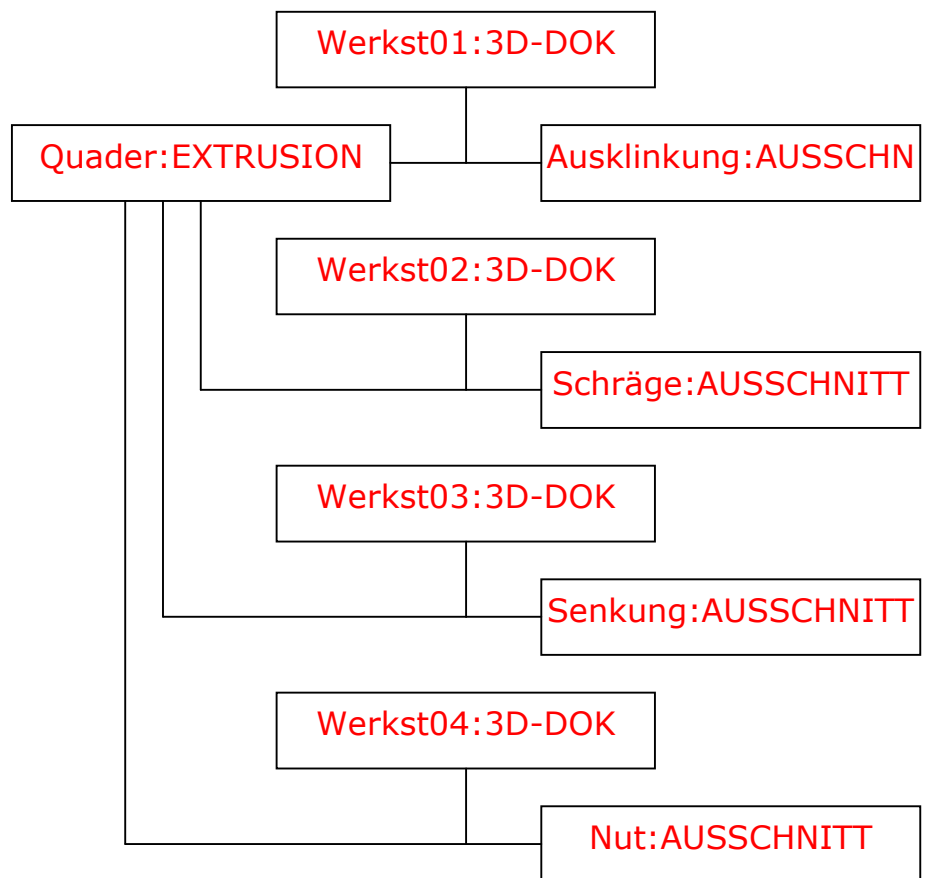 Werkst01:3D-DOK
Quader:EXTRUSION
Ausklinkung:AUSSCHN
Werkst02:3D-DOK
Schräge:AUSSCHNITT
Werkst03:3D-DOK
Senkung:AUSSCHNITT
Werkst04:3D-DOK
Nut:AUSSCHNITT